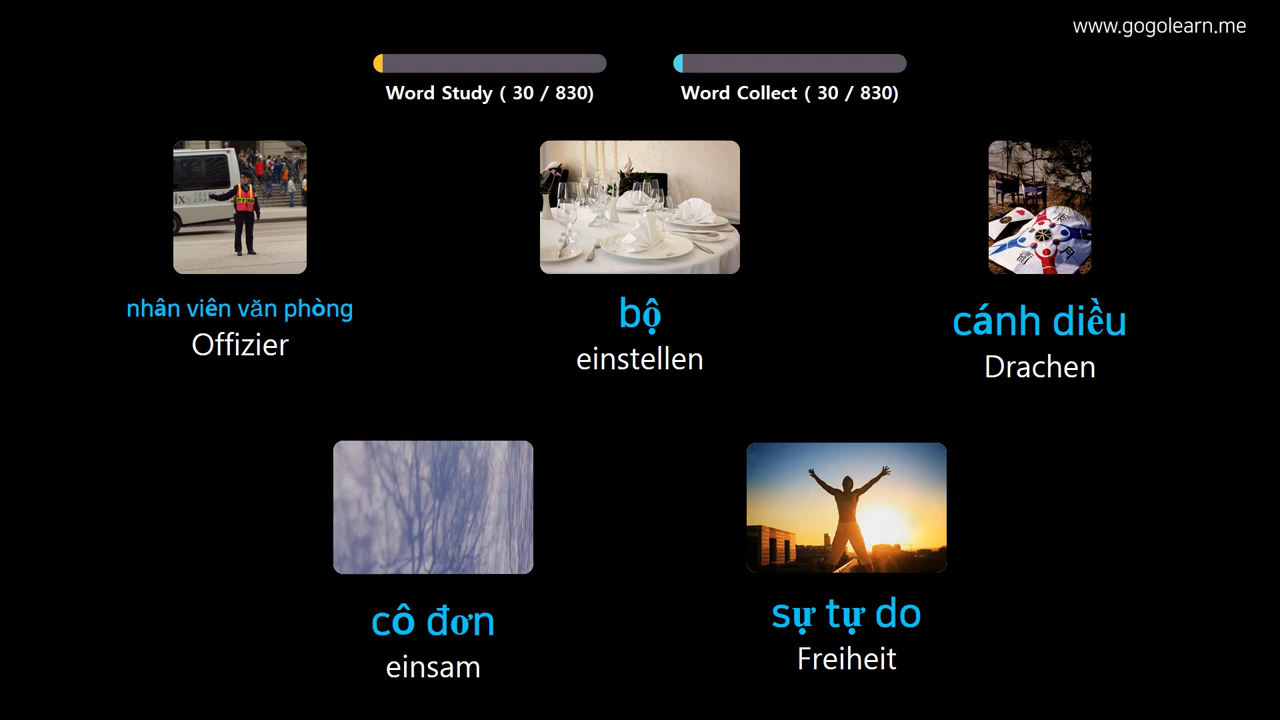 www.gogolearn.me
Word Study ( 30 / 830)
Word Collect ( 30 / 830)
nhân viên văn phòng
Offizier
bộ
einstellen
cánh diều
Drachen
cô đơn
einsam
sự tự do
Freiheit